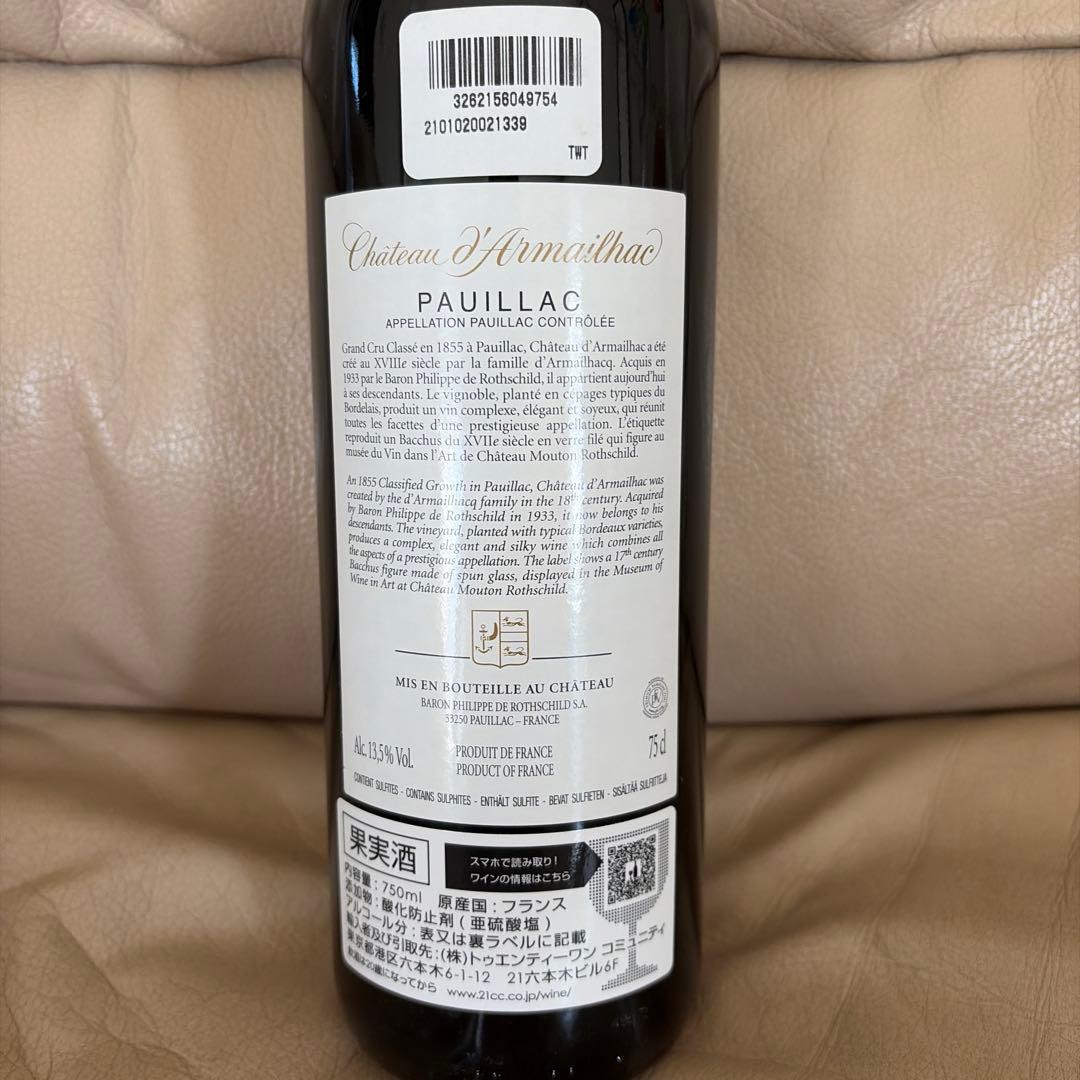 3262156049754
2101020021339
TWT
Château d'Armailhac
PAUILLAC
APPELLATION PAUILLAC CONTRÔLÉE
Grand Cru Classé en 1855 à Pauillac, Château d'Armailhac a été
créé au XVIIIe siècle par la famille d'Armailhacq. Acquis en
1933 par le Baron Philippe de Rothschild, il appartient aujourd'hui
à ses descendants. Le vignoble, planté en cépages typiques du
Bordelais, produit un vin complexe, élégant et soyeux, qui réunit
toutes les facettes d'une prestigieuse appellation. L'étiquette
reproduit un Bacchus du XVIIe siècle en verre filé qui figure au
musée du Vin dans l'Art de Château Mouton Rothschild.
An 1855 Classified Growth in Pauillac, Château d'Armailhac was
created by the d'Armailhacq family in the 18th century. Acquired
by Baron Philippe de Rothschild in 1933, it now belongs to his
descendants. The vineyard, planted with typical Bordeaux varieties,
produces a complex, elegant and silky wine which combines all
the aspects of a prestigious appellation. The label shows a 17th century
Bacchus figure made of spun glass, displayed in the Museum of
Wine in Art at Château Mouton Rothschild.
MIS EN BOUTEILLE AU CHÂTEAU
BARON PHILIPPE DE ROTHSCHILD S.A.
33250 PAUILLAC – FRANCE
Alc. 13,5% Vol.
PRODUIT DE FRANCE
PRODUCT OF FRANCE
75 cl
CONTIENT SULFITES - CONTAINS SULPHITES - ENTHÄLT SULFITE - BEVAT SULFIETEN - SISÄLTÄÄ SULFIITTEJA
果実酒
スマホで読み取り!
ワインの情報はこちら
内容量:750ml 原産国:フランス
添加物:酸化防止剤(亜硫酸塩)
アルコール分:表又は裏ラベルに記載
輸入者及び引取先:(株)トゥエンティーワン コミュニティ
東京都港区六本木6-1-12 21六本木ビル6F
飲酒は20歳になってから www.21cc.co.jp/wine/